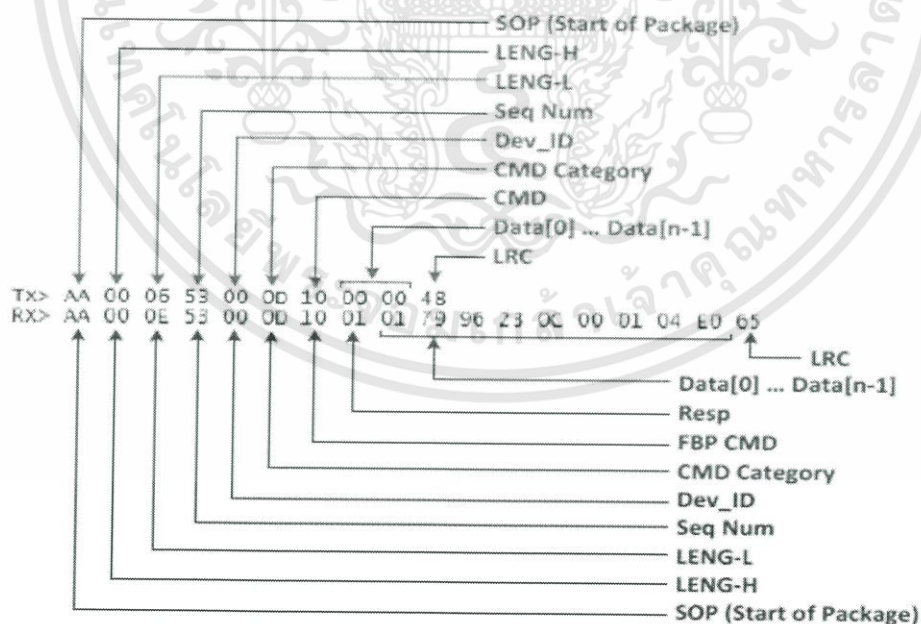 SOP (Start of Package)
LENG-H
LENG-L
Seq Num
Dev_ID
CMD Category
CMD
Data[0] ... Data[n-1]
LRC
Tx> AA 00 06 53 00 0D 10 00 00 48
RX> AA 00 0E 53 00 0D 10 01 01 79 96 23 0C 00 01 04 E0 65
LRC
Data[0] ... Data[n-1]
Resp
FBP CMD
CMD Category
Dev_ID
Seq Num
LENG-L
LENG-H
SOP (Start of Package)